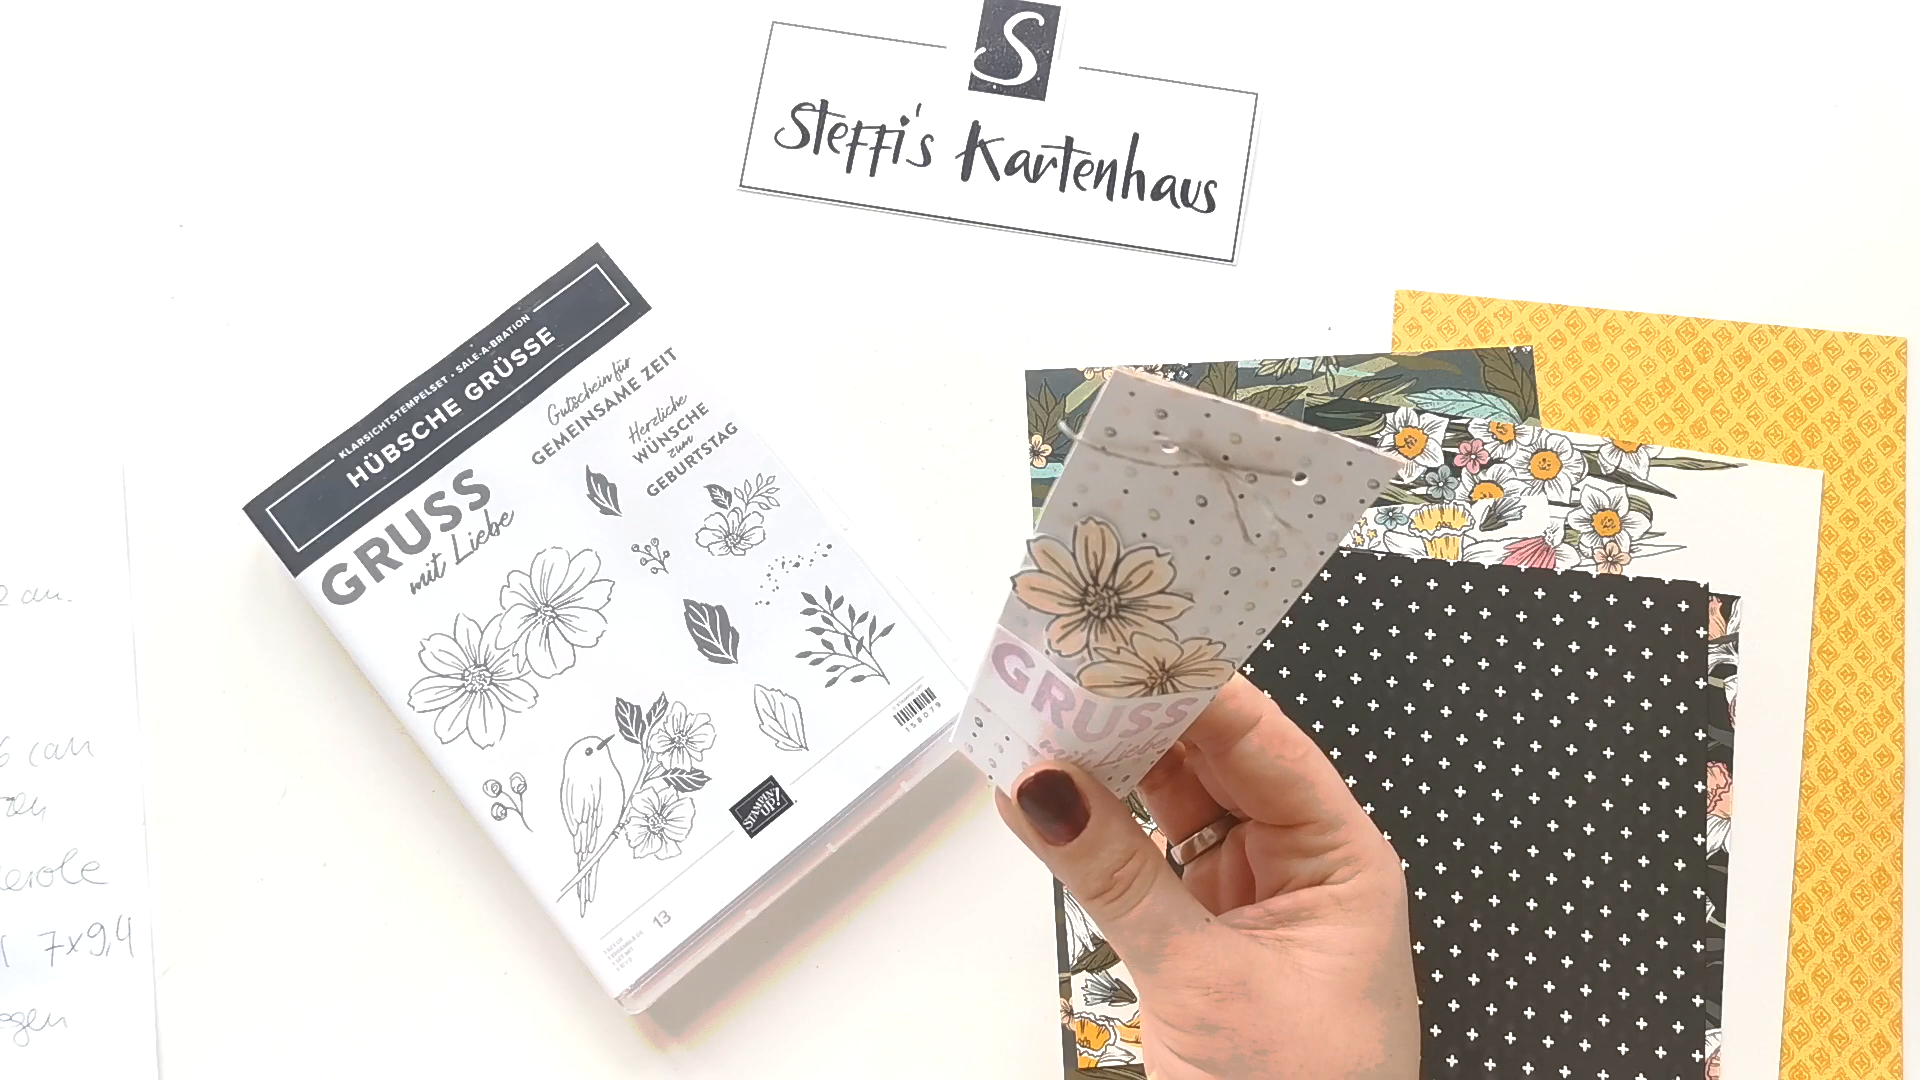 S
Steffi's Kartenhaus
KLARSICHTSTEMPELSET • SALE-A-BRATION
HÜBSCHE GRÜSSE
Gutschein für
GEMEINSAME ZEIT
Herzliche
WÜNSCHE
zum
GEBURTSTAG
GRUSS
mit Liebe
158079
STAMPIN'
UP!
13
GRUSS
mit Liebe
7x9,4